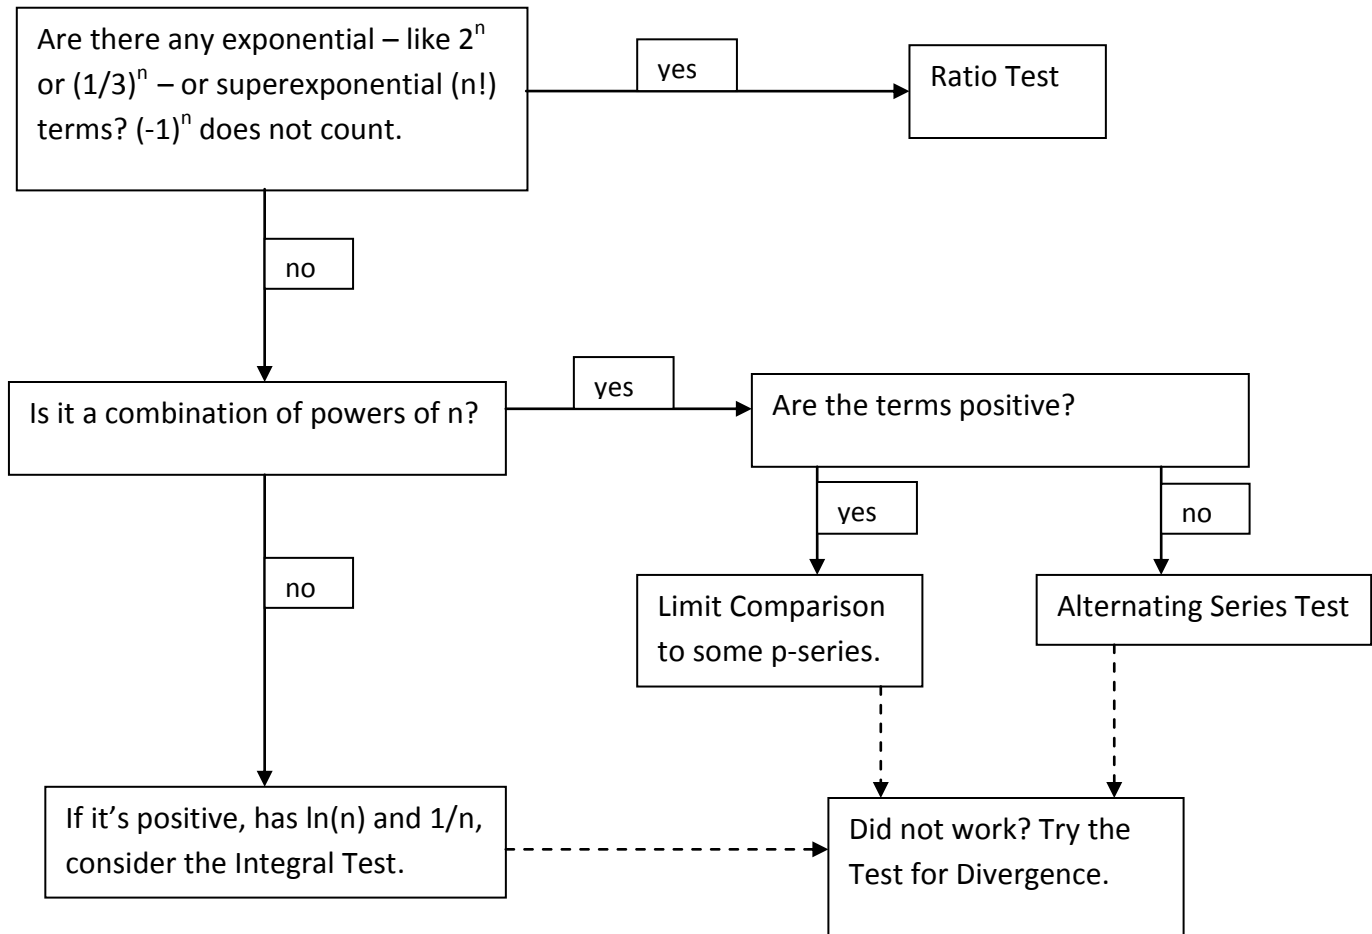 Are there any exponential – like 2^n
or (1/3)^n – or superexponential (n!)
terms? (-1)^n does not count.
yes
Ratio Test
no
Is it a combination of powers of n?
yes
Are the terms positive?
yes
no
no
Limit Comparison
to some p-series.
Alternating Series Test
If it’s positive, has ln(n) and 1/n,
consider the Integral Test.
Did not work? Try the
Test for Divergence.